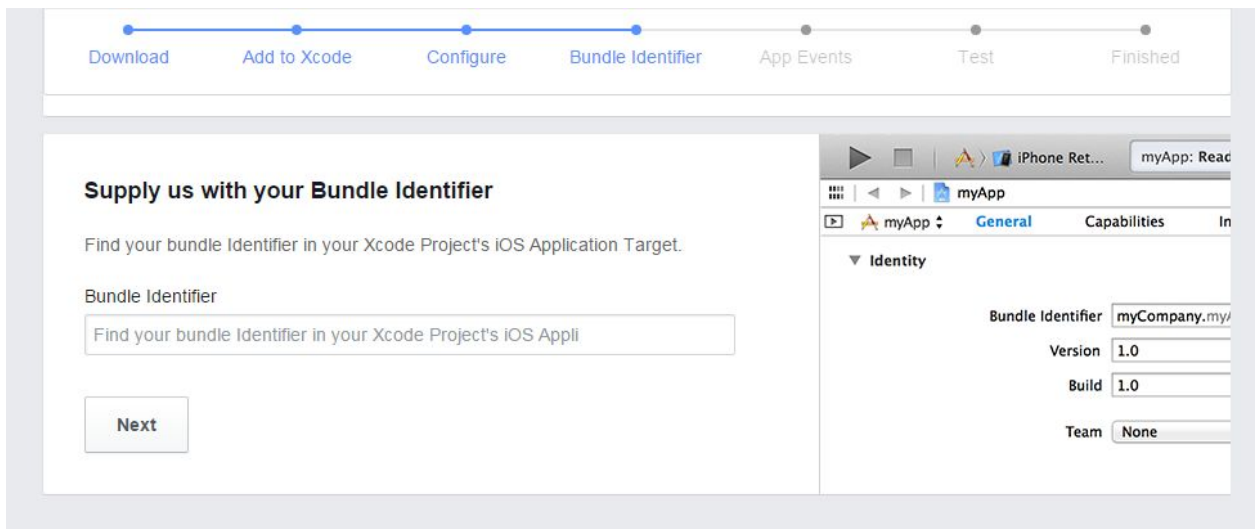 Download Add to Xcode Configure Bundle Identifier App Events Test Finished
Supply us with your Bundle Identifier
Find your bundle Identifier in your Xcode Project's iOS Application Target.
Bundle Identifier
Find your bundle Identifier in your Xcode Project's iOS Appli
Next
iPhone Ret... myApp: Read
myApp
myApp General Capabilities In
Identity
Bundle Identifier myCompany.my
Version 1.0
Build 1.0
Team None